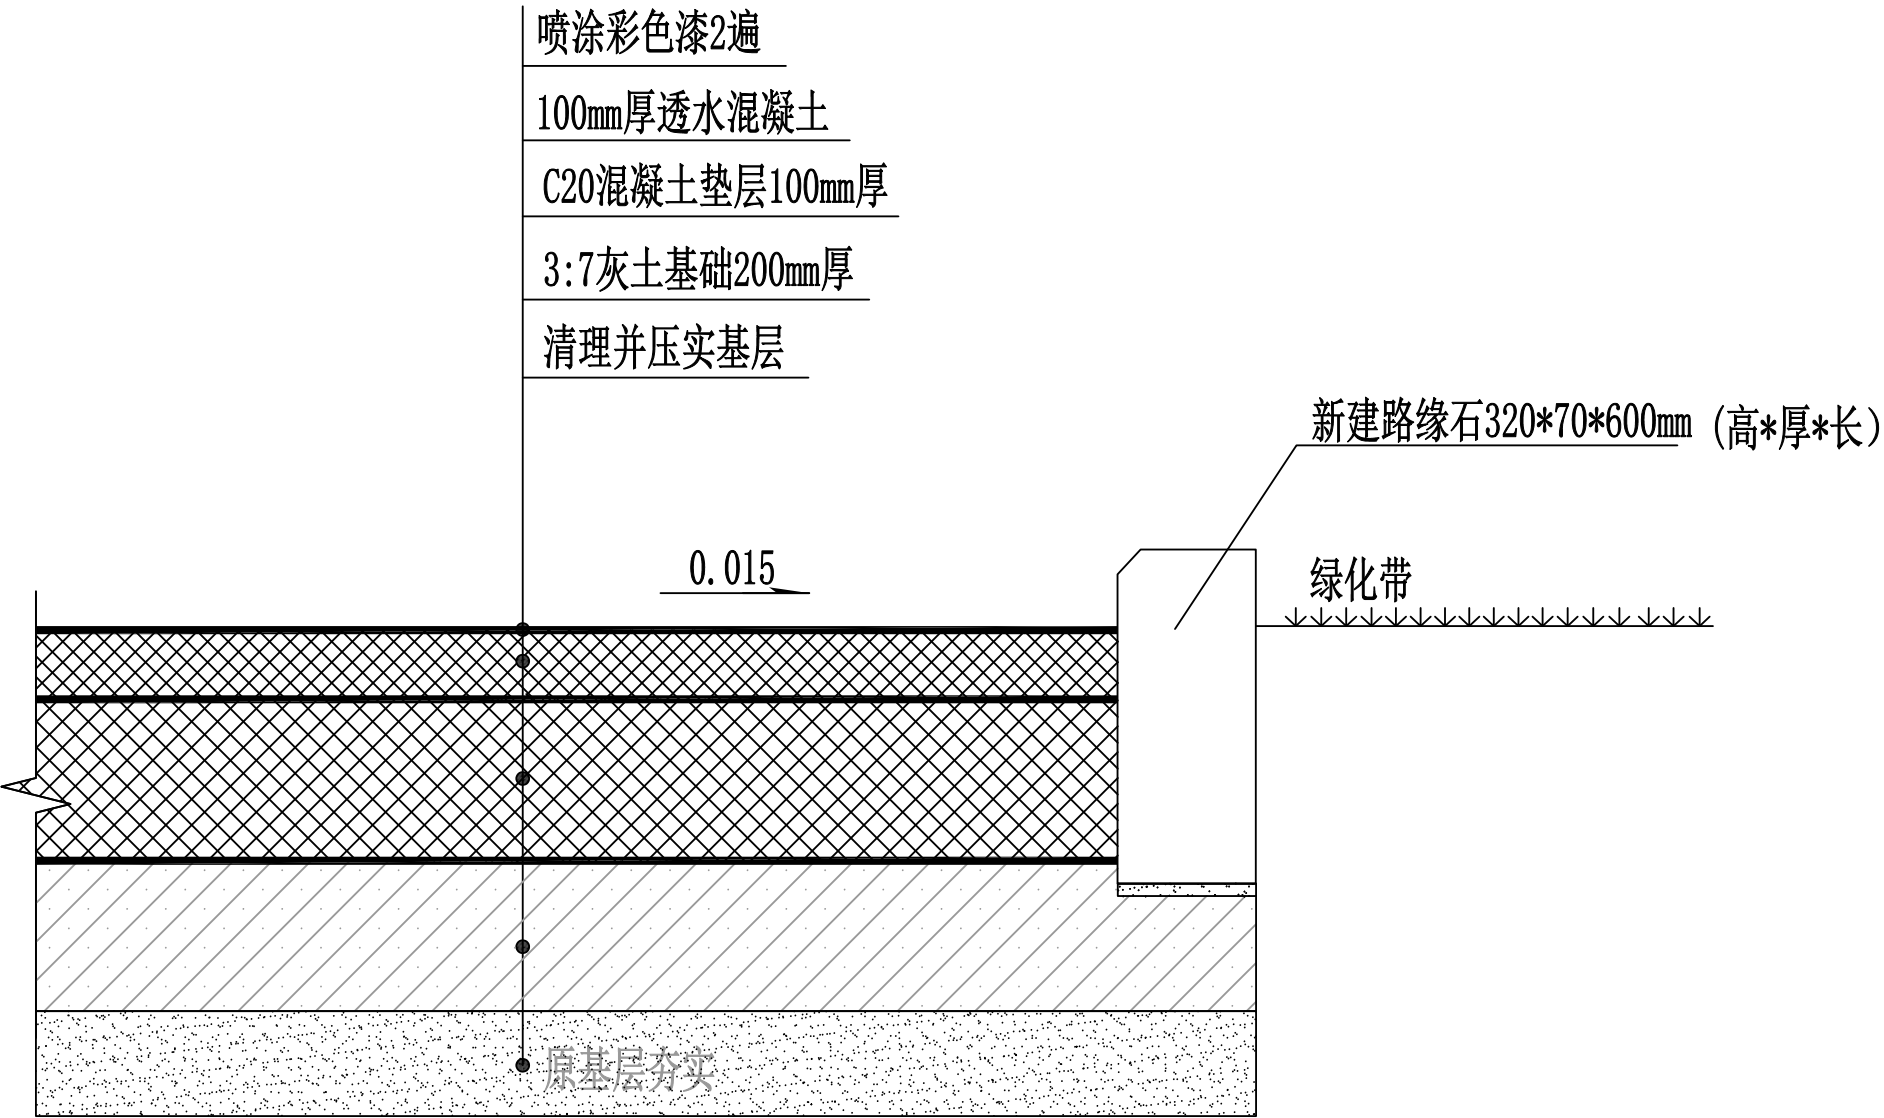 喷涂彩色漆2遍
100mm厚透水混凝土
C20混凝土垫层100mm厚
3:7灰土基础200mm厚
清理并压实基层
新建路缘石320*70*600mm (高*厚*长)
0.015
绿化带
原基层夯实